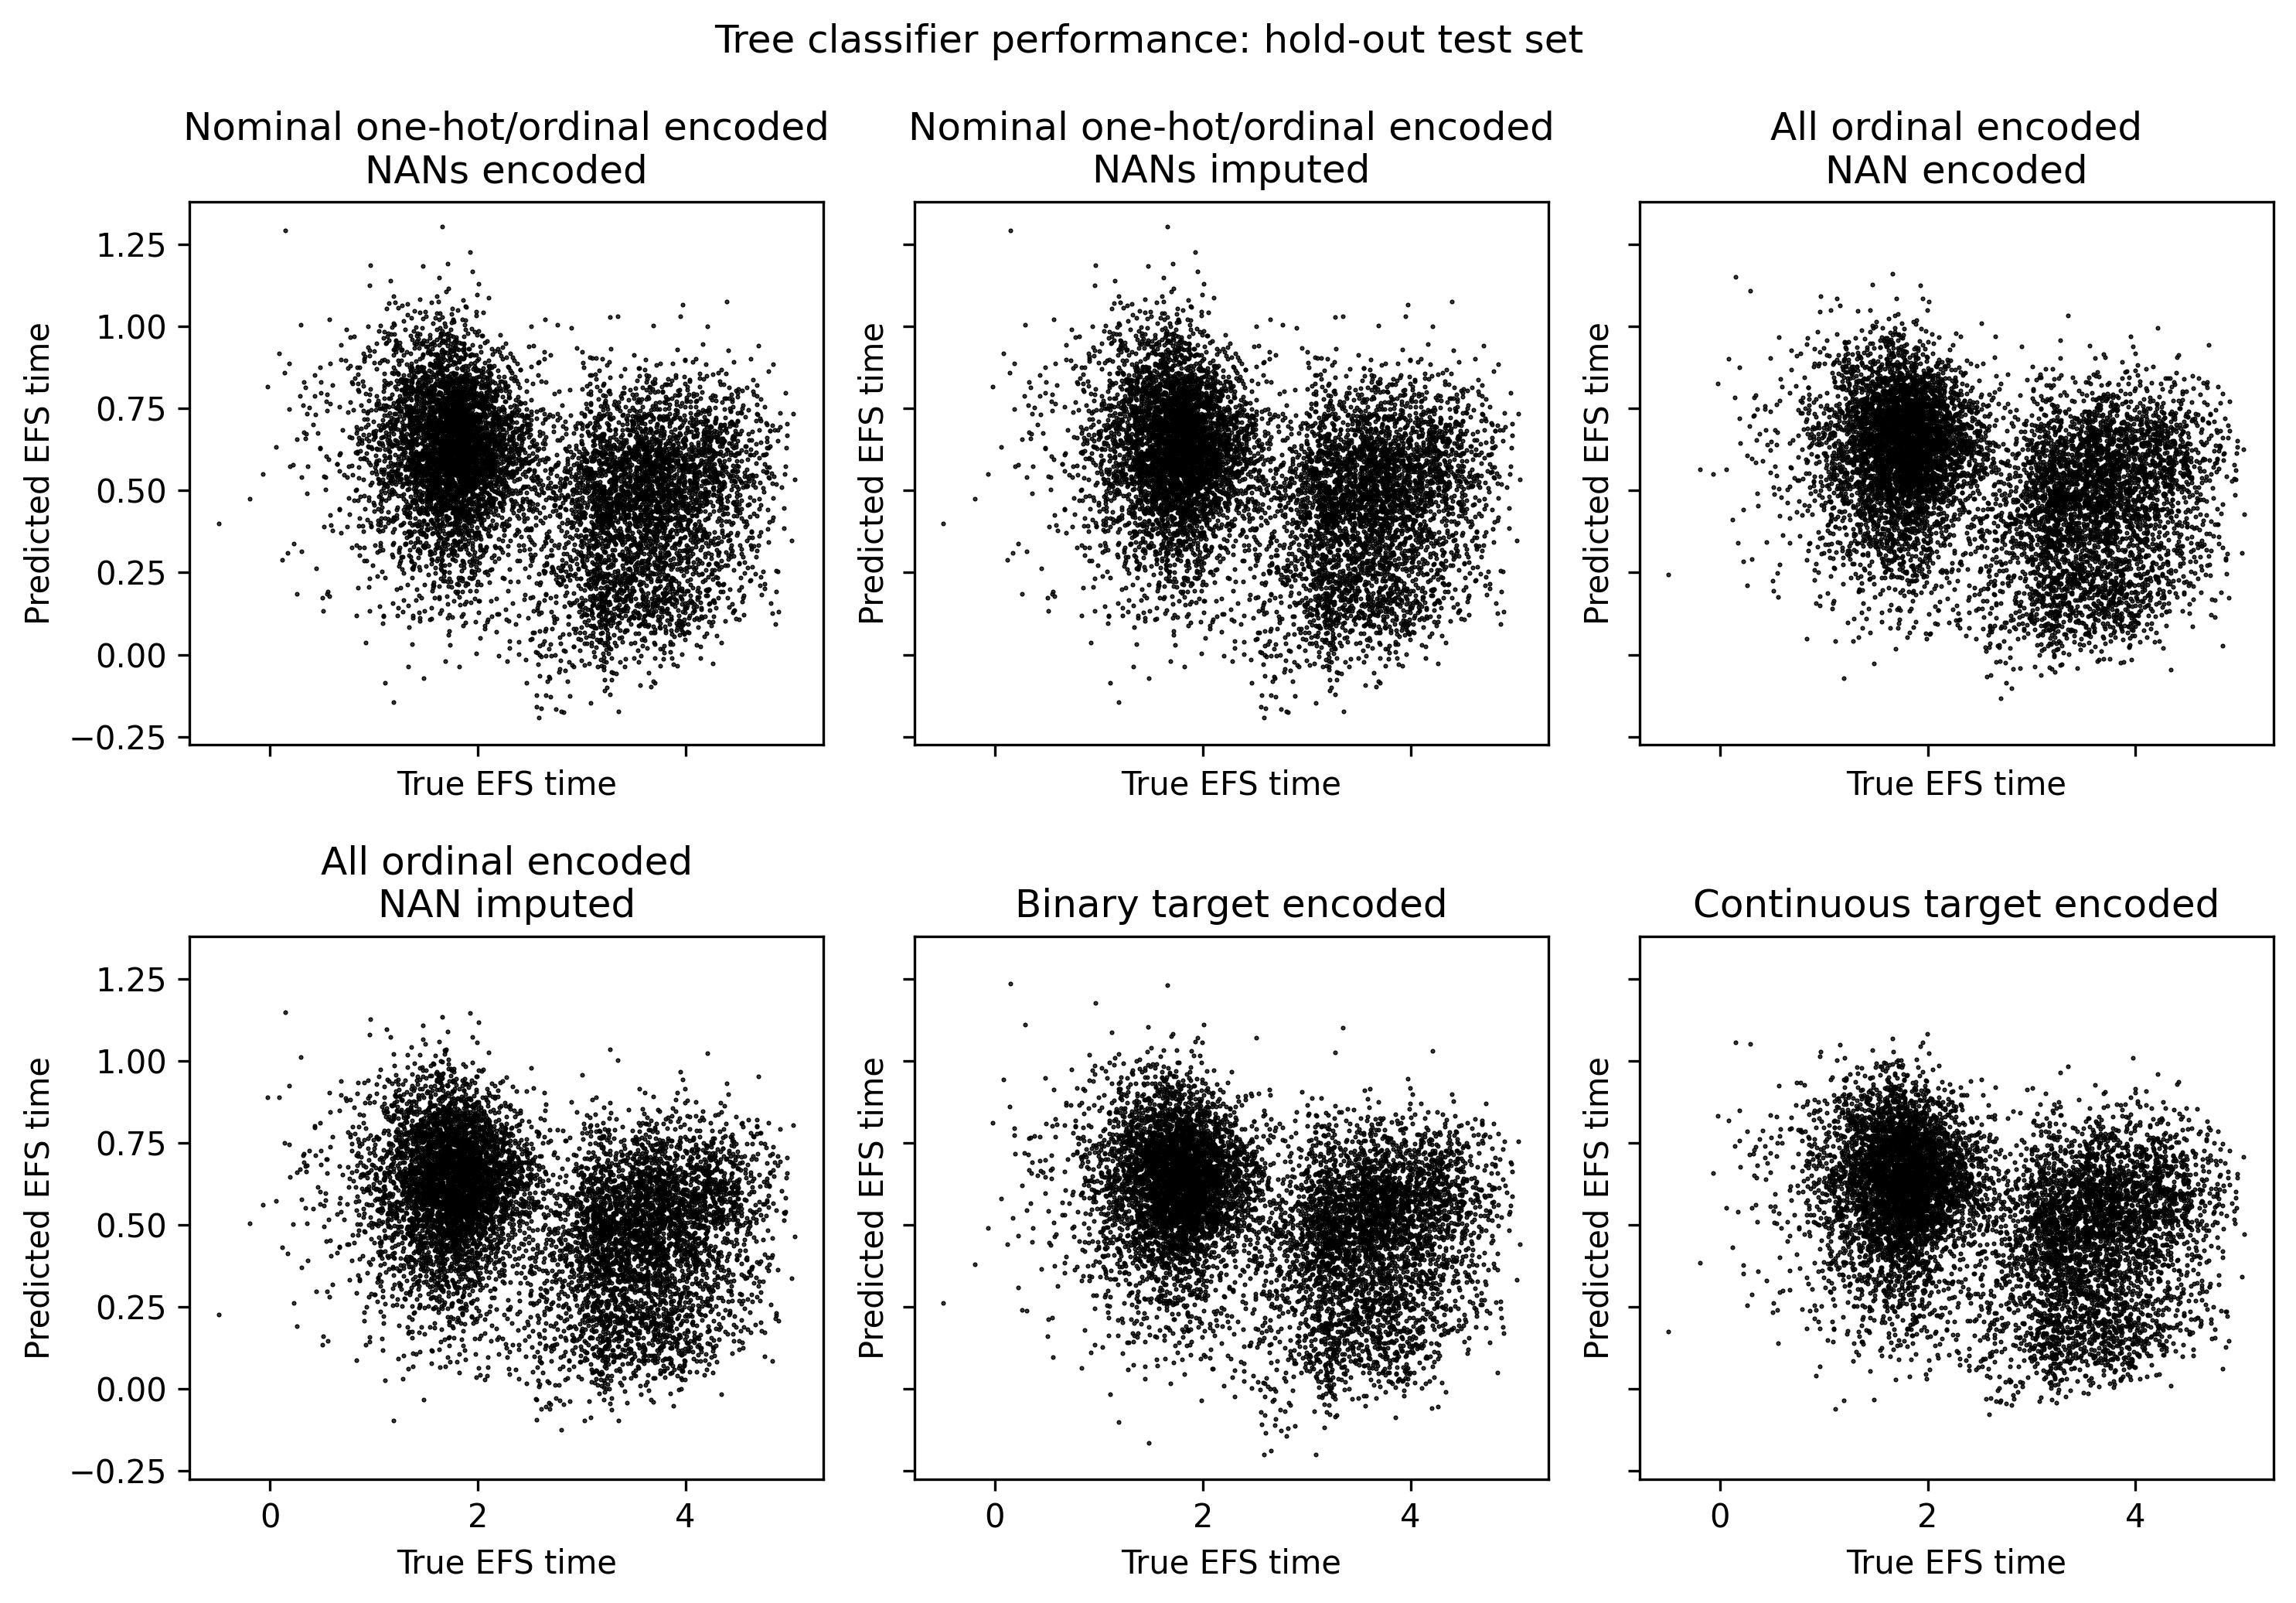 Tree classifier performance: hold-out test set
Nominal one-hot/ordinal encoded
NANs encoded
Nominal one-hot/ordinal encoded
NANs imputed
All ordinal encoded
NAN encoded
Predicted EFS time
1.25
1.00
0.75
0.50
0.25
0.00
−0.25
True EFS time
Predicted EFS time
True EFS time
Predicted EFS time
True EFS time
All ordinal encoded
NAN imputed
Binary target encoded
Continuous target encoded
Predicted EFS time
1.25
1.00
0.75
0.50
0.25
0.00
−0.25
0 2 4
True EFS time
Predicted EFS time
0 2 4
True EFS time
Predicted EFS time
0 2 4
True EFS time